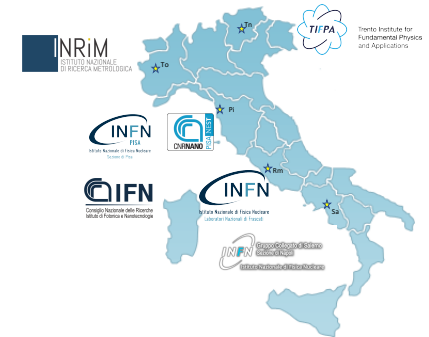 INRiM
ISTITUTO NAZIONALE
DI RICERCA METROLOGICA
Tn
TIFPA
Trento Institute for
Fundamental Physics
and Applications
To
Pi
INFN
PISA
Istituto Nazionale di Fisica Nucleare
Sezione di Pisa
CNRNANO
PISA NEST
Rm
IFN
Consiglio Nazionale delle Ricerche
Istituto di Fotonica e Nanotecnologie
INFN
Istituto Nazionale di Fisica Nucleare
Laboratori Nazionali di Frascati
Sa
INFN
Gruppo Collegato di Salerno
Sezione di Napoli
Istituto Nazionale di Fisica Nucleare